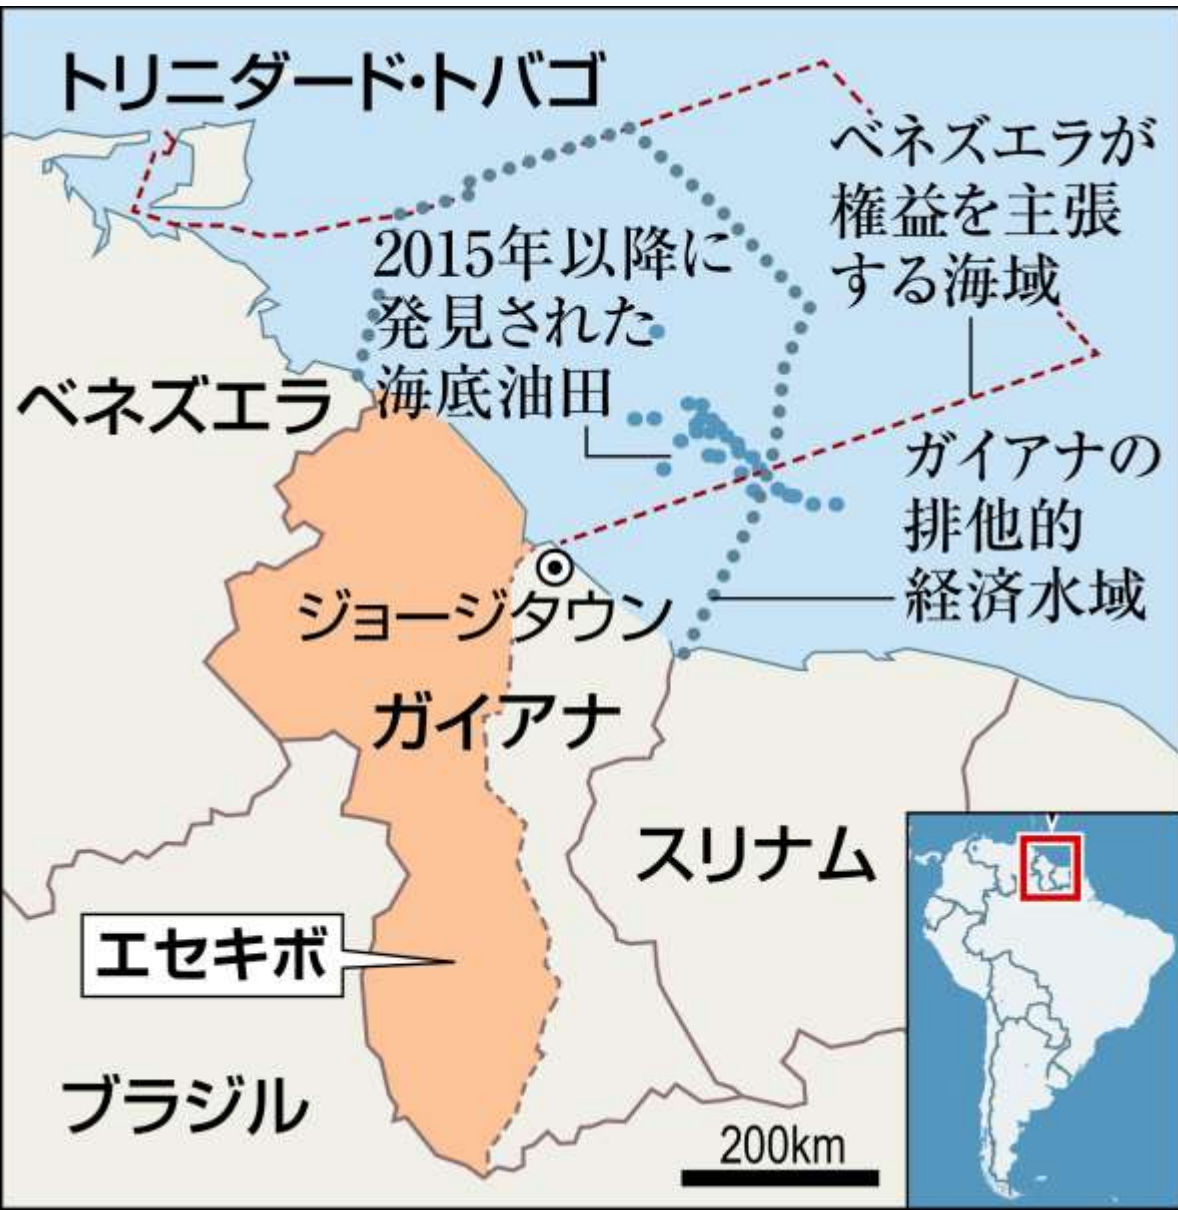 トリニダード・トバゴ
ベネズエラが
権益を主張
する海域
2015年以降に
発見された
海底油田
ベネズエラ
ガイアナの
排他的
経済水域
ジョージタウン
ガイアナ
スリナム
エセキボ
ブラジル
200km